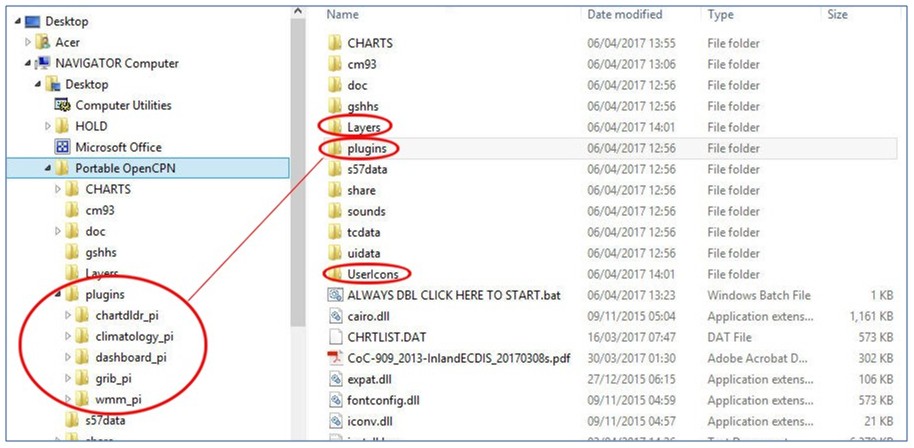 Desktop
Acer
NAVIGATOR Computer
Desktop
Computer Utilities
HOLD
Microsoft Office
Portable OpenCPN
CHARTS
cm93
doc
gshhs
Layers
plugins
chartdldr_pi
climatology_pi
dashboard_pi
grib_pi
wmm_pi
s57data
share
Name Date modified Type Size
CHARTS 06/04/2017 13:55 File folder
cm93 06/04/2017 13:06 File folder
doc 06/04/2017 12:56 File folder
gshhs 06/04/2017 12:56 File folder
Layers 06/04/2017 14:01 File folder
plugins 06/04/2017 12:56 File folder
s57data 06/04/2017 12:56 File folder
share 06/04/2017 12:56 File folder
sounds 06/04/2017 12:56 File folder
tcdata 06/04/2017 12:56 File folder
uidata 06/04/2017 12:56 File folder
UserIcons 06/04/2017 14:01 File folder
ALWAYS DBL CLICK HERE TO START.bat 06/04/2017 13:23 Windows Batch File 1 KB
cairo.dll 09/11/2015 05:04 Application extens... 1,161 KB
CHRTLIST.DAT 16/03/2017 07:47 DAT File 573 KB
CoC-909_2013-InlandECDIS_20170308s.pdf 30/03/2017 01:30 Adobe Acrobat D... 302 KB
expat.dll 27/12/2015 06:15 Application extens... 106 KB
fontconfig.dll 09/11/2015 04:59 Application extens... 573 KB
iconv.dll 09/11/2015 04:57 Application extens... 21 KB